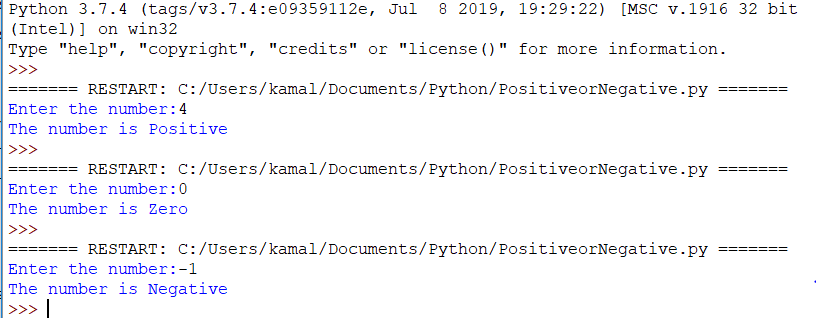 Python 3.7.4 (tags/v3.7.4:e09359112e, Jul  8 2019, 19:29:22) [MSC v.1916 32 bit
(Intel)] on win32
Type "help", "copyright", "credits" or "license()" for more information.
>>>
======= RESTART: C:/Users/kamal/Documents/Python/PositiveorNegative.py =======
Enter the number:4
The number is Positive
>>>
======= RESTART: C:/Users/kamal/Documents/Python/PositiveorNegative.py =======
Enter the number:0
The number is Zero
>>>
======= RESTART: C:/Users/kamal/Documents/Python/PositiveorNegative.py =======
Enter the number:-1
The number is Negative
>>>